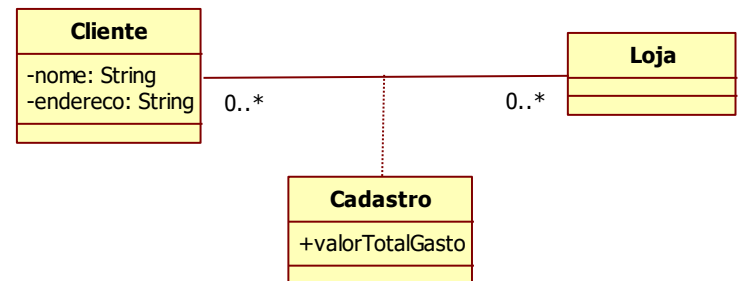 Cliente
-nome: String
-endereco: String
0..*
0..*
Loja
Cadastro
+valorTotalGasto